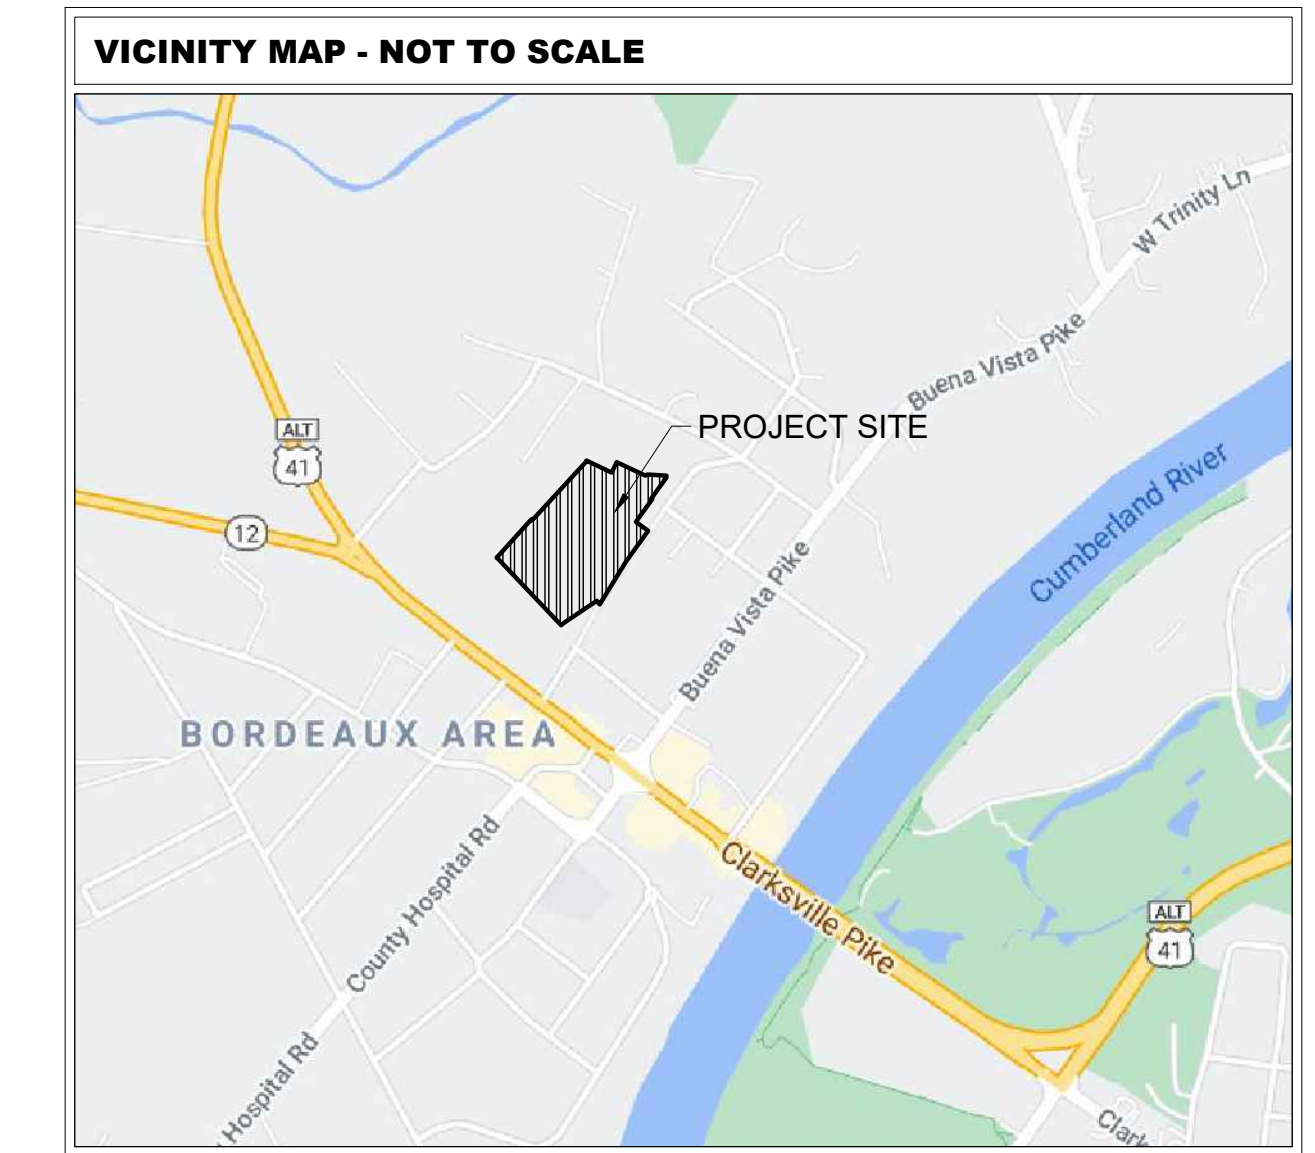 VICINITY MAP - NOT TO SCALE
W Trinity Ln
Buena Vista Pike
ALT
41
PROJECT SITE
12
Cumberland River
Buena Vista Pike
BORDEAUX AREA
County Hospital Rd
Clarksville Pike
ALT
41
Hospital Rd
Clark